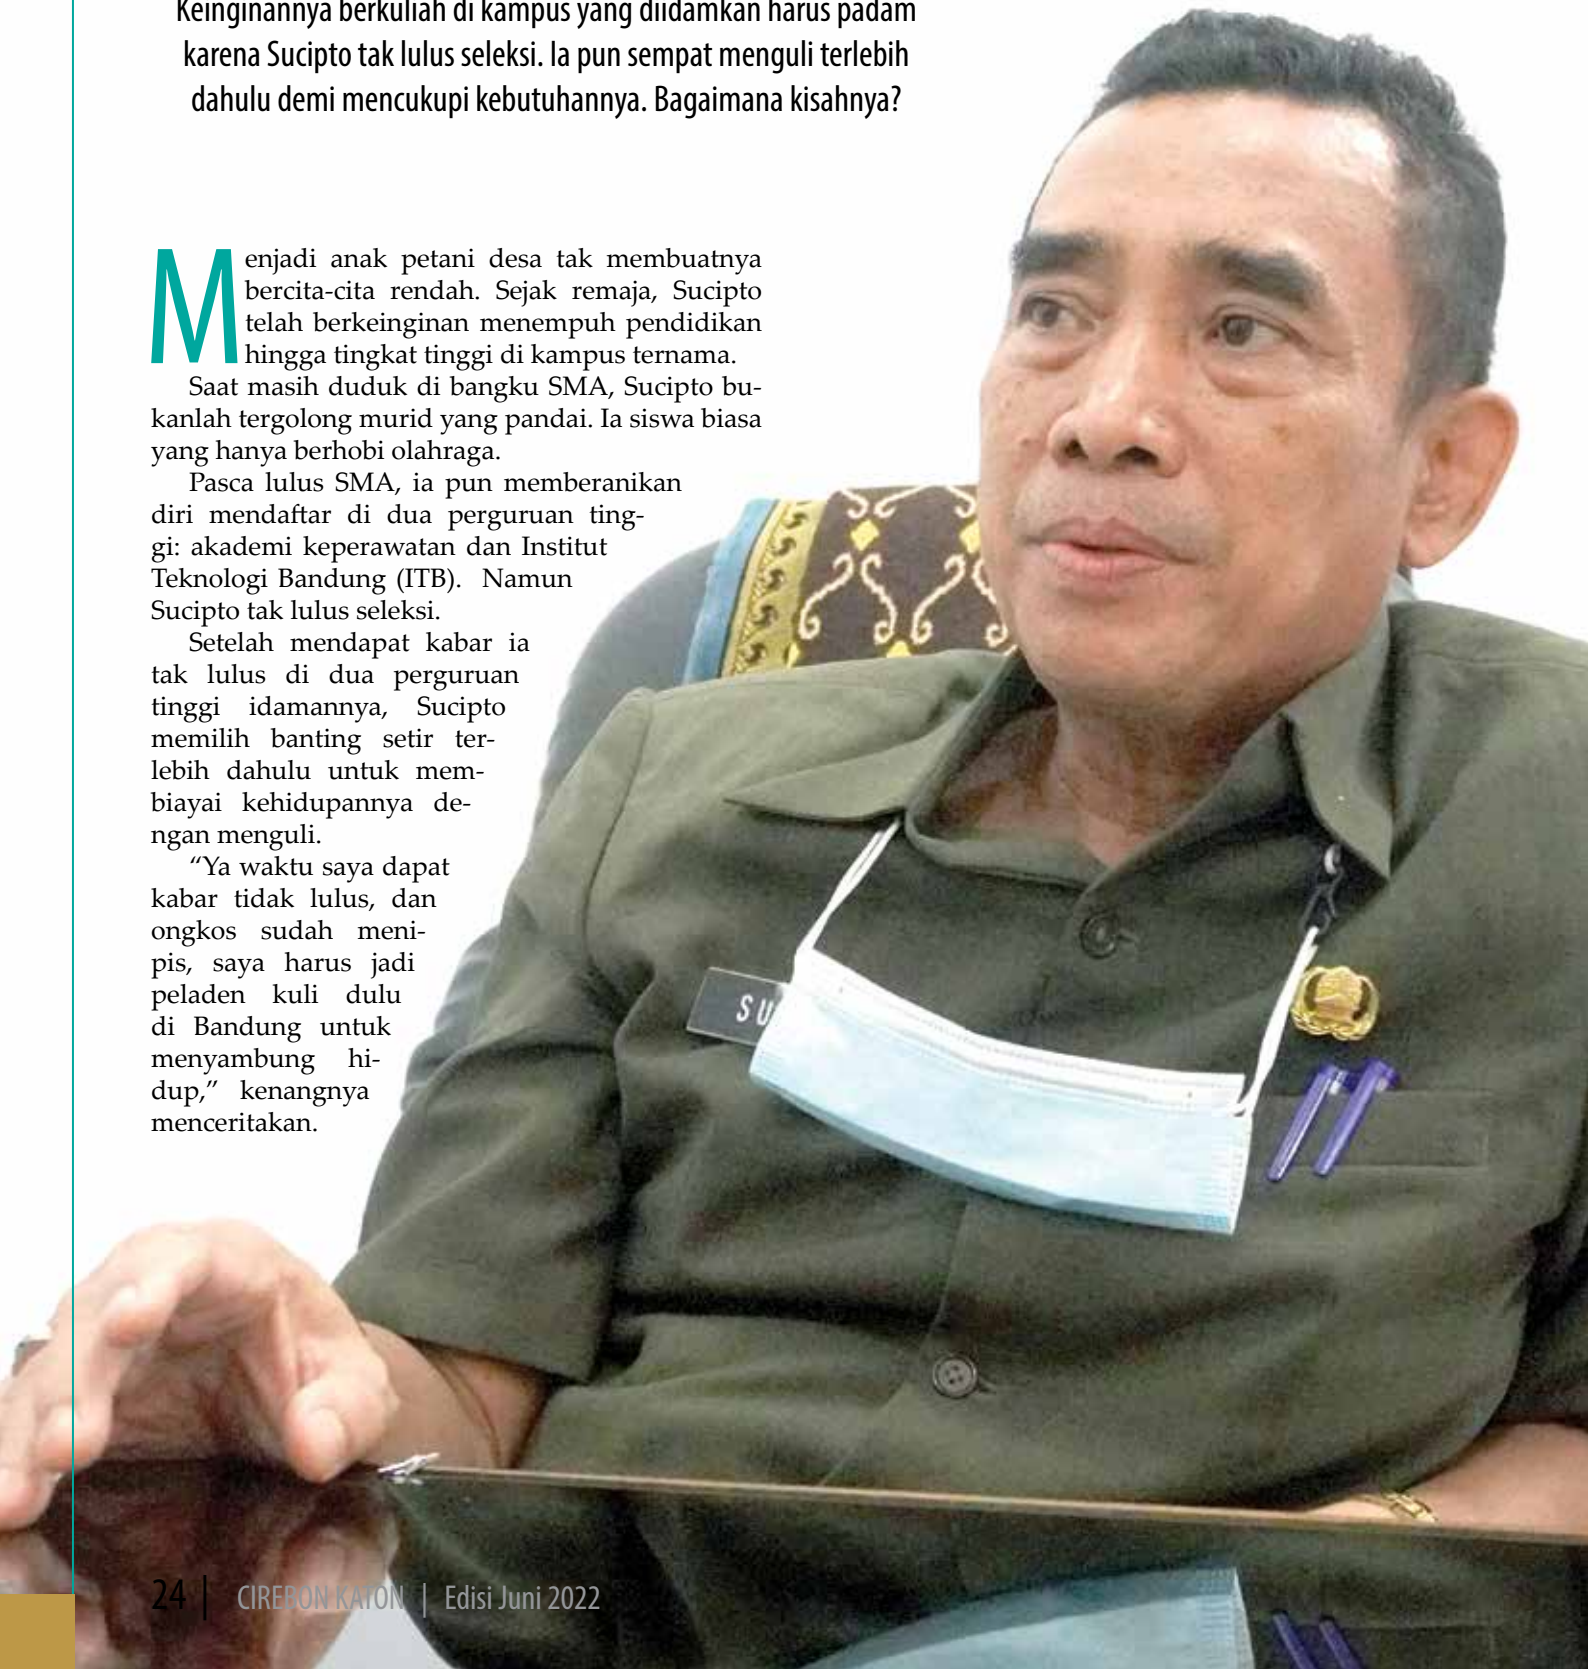 Keinginannya berkuliah di kampus yang diidamkan harus padam
karena Sucipto tak lulus seleksi. Ia pun sempat menguli terlebih
dahulu demi mencukupi kebutuhannya. Bagaimana kisahnya?
Menjadi anak petani desa tak membuatnya
bercita-cita rendah. Sejak remaja, Sucipto
telah berkeinginan menempuh pendidikan
hingga tingkat tinggi di kampus ternama.
Saat masih duduk di bangku SMA, Sucipto bu-
kanlah tergolong murid yang pandai. Ia siswa biasa
yang hanya berhobi olahraga.
Pasca lulus SMA, ia pun memberanikan
diri mendaftar di dua perguruan ting-
gi: akademi keperawatan dan Institut
Teknologi Bandung (ITB). Namun
Sucipto tak lulus seleksi.
Setelah mendapat kabar ia
tak lulus di dua perguruan
tinggi idamannya, Sucipto
memilih banting setir ter-
lebih dahulu untuk mem-
biayai kehidupannya de-
ngan menguli.
“Ya waktu saya dapat
kabar tidak lulus, dan
ongkos sudah meni-
pis, saya harus jadi
peladen kuli dulu
di Bandung untuk
menyambung hi-
dup,” kenangnya
menceritakan.
SU
24 | CIREBON KATON | Edisi Juni 2022